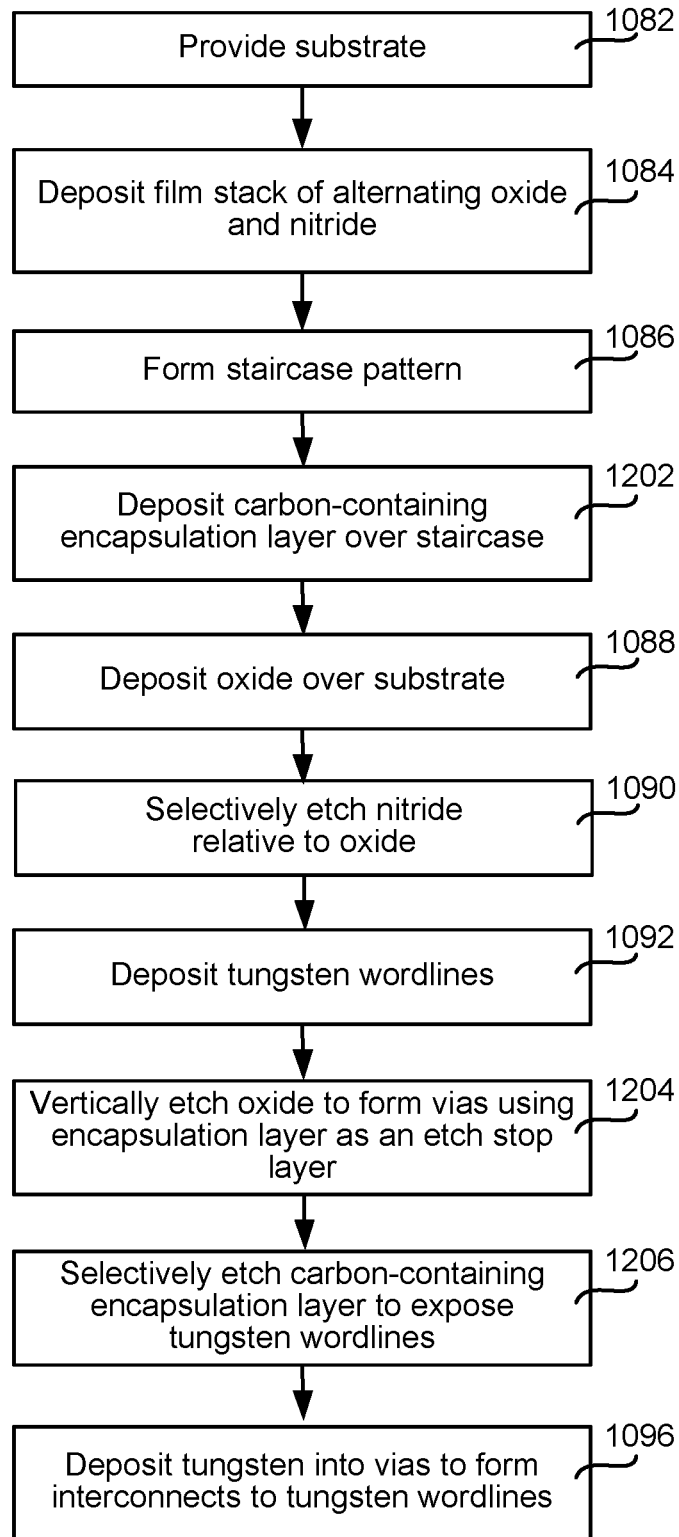 1082
Provide substrate
1084
Deposit film stack of alternating oxide
and nitride
1086
Form staircase pattern
1202
Deposit carbon-containing
encapsulation layer over staircase
1088
Deposit oxide over substrate
1090
Selectively etch nitride
relative to oxide
1092
Deposit tungsten wordlines
1204
Vertically etch oxide to form vias using
encapsulation layer as an etch stop
layer
1206
Selectively etch carbon-containing
encapsulation layer to expose
tungsten wordlines
1096
Deposit tungsten into vias to form
interconnects to tungsten wordlines